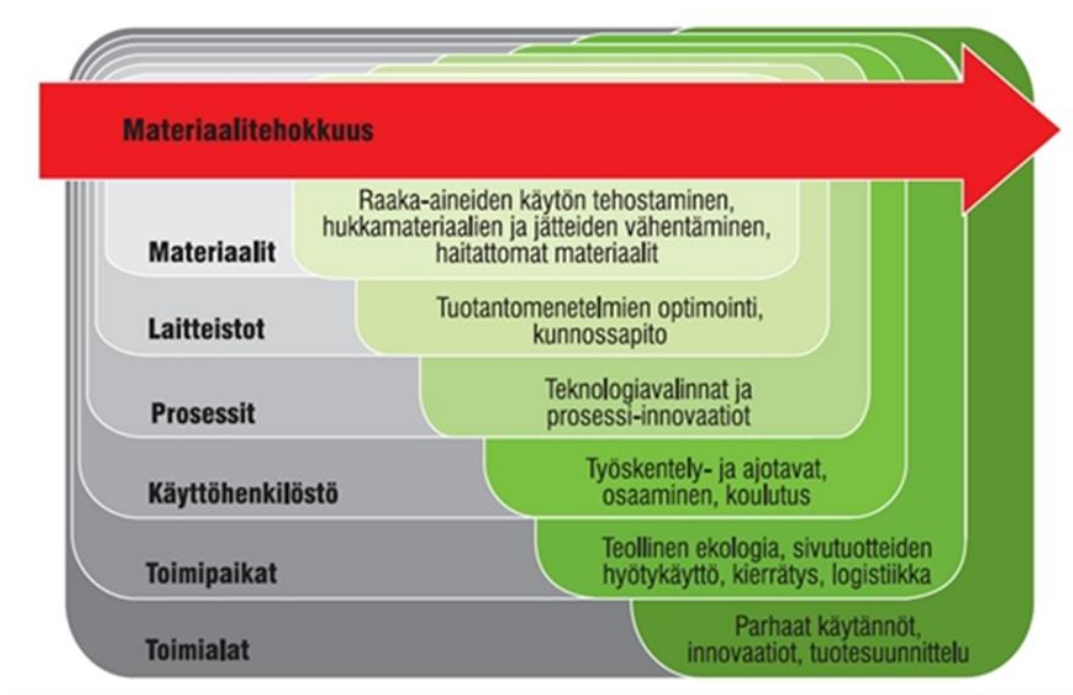 Materiaalitehokkuus
Materiaalit
Raaka-aineiden käytön tehostaminen,
hukkamateriaalien ja jätteiden vähentäminen,
haitattomat materiaalit
Laitteistot
Tuotantomenetelmien optimointi,
kunnossapito
Prosessit
Teknologiavalinnat ja
prosessi-innovaatiot
Käyttöhenkilöstö
Työskentely- ja ajotavat,
osaaminen, koulutus
Toimipaikat
Teollinen ekologia, sivutuotteiden
hyötykäyttö, kierrätys, logistiikka
Toimialat
Parhaat käytännöt,
innovaatiot, tuotesuunnittelu